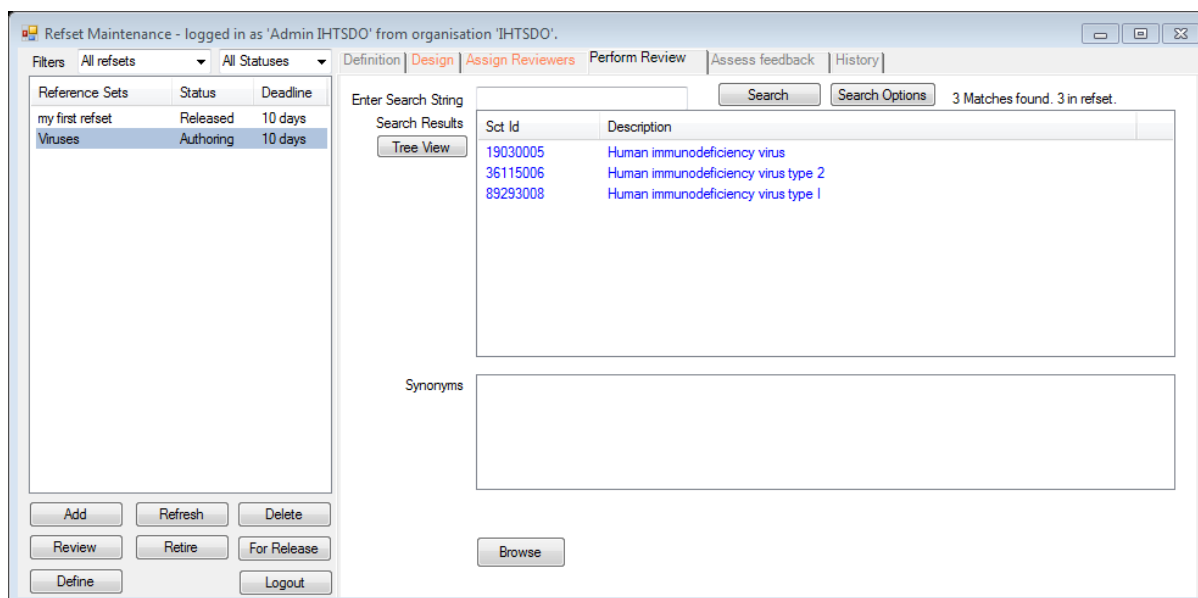 Refset Maintenance - logged in as 'Admin IHTSDO' from organisation 'IHTSDO'.
Filters All refsets All Statuses
Reference Sets Status Deadline
my first refset Released 10 days
Viruses Authoring 10 days
Add Refresh Delete
Review Retire For Release
Define Logout
Definition Design Assign Reviewers Perform Review Assess feedback History
Enter Search String Search Search Options 3 Matches found. 3 in refset.
Search Results
Tree View
Sct Id Description
19030005 Human immunodeficiency virus
36115006 Human immunodeficiency virus type 2
89293008 Human immunodeficiency virus type I
Synonyms
Browse